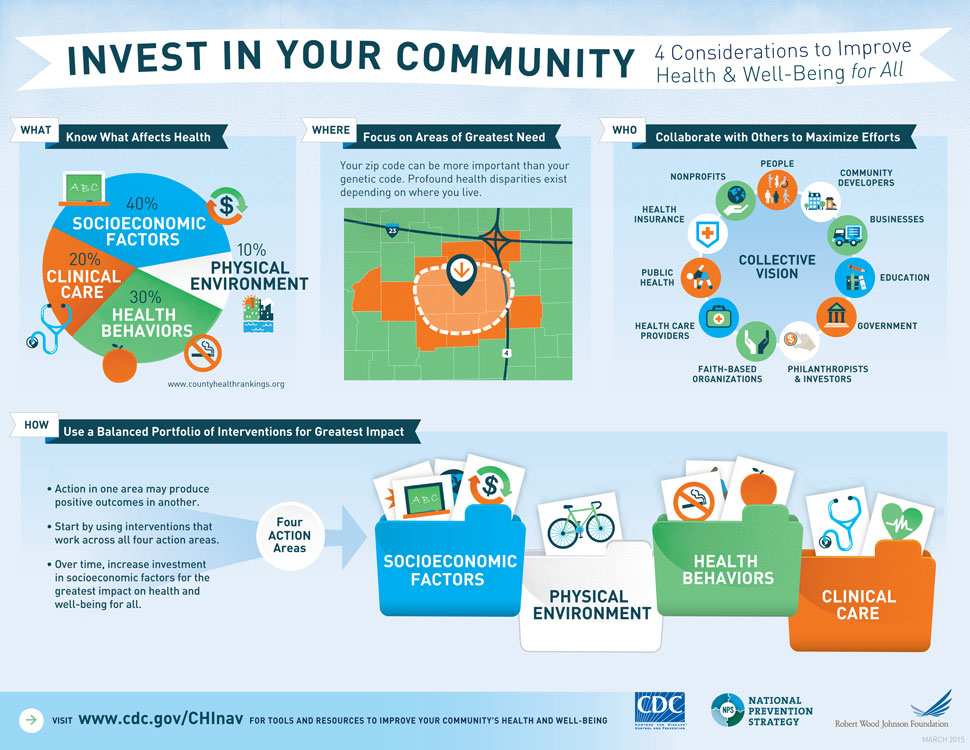 INVEST IN YOUR COMMUNITY
4 Considerations to Improve
Health & Well-Being for All
WHAT
Know What Affects Health
ABC
40%
SOCIOECONOMIC
FACTORS
$
10%
PHYSICAL
ENVIRONMENT
20%
CLINICAL
CARE
30%
HEALTH
BEHAVIORS
www.countyhealthrankings.org
WHERE
Focus on Areas of Greatest Need
Your zip code can be more important than your
genetic code. Profound health disparities exist
depending on where you live.
23
4
WHO
Collaborate with Others to Maximize Efforts
PEOPLE
COMMUNITY
DEVELOPERS
BUSINESSES
EDUCATION
GOVERNMENT
PHILANTHROPISTS
& INVESTORS
$
FAITH-BASED
ORGANIZATIONS
HEALTH CARE
PROVIDERS
PUBLIC
HEALTH
HEALTH
INSURANCE
NONPROFITS
COLLECTIVE
VISION
HOW
Use a Balanced Portfolio of Interventions for Greatest Impact
• Action in one area may produce
positive outcomes in another.
• Start by using interventions that
work across all four action areas.
• Over time, increase investment
in socioeconomic factors for the
greatest impact on health and
well-being for all.
Four
ACTION
Areas
ABC
$
SOCIOECONOMIC
FACTORS
PHYSICAL
ENVIRONMENT
HEALTH
BEHAVIORS
CLINICAL
CARE
VISIT www.cdc.gov/CHInav FOR TOOLS AND RESOURCES TO IMPROVE YOUR COMMUNITY'S HEALTH AND WELL-BEING
CDC
CENTERS FOR DISEASE
CONTROL AND PREVENTION
NPS
NATIONAL
PREVENTION
STRATEGY
Robert Wood Johnson Foundation
MARCH 2015